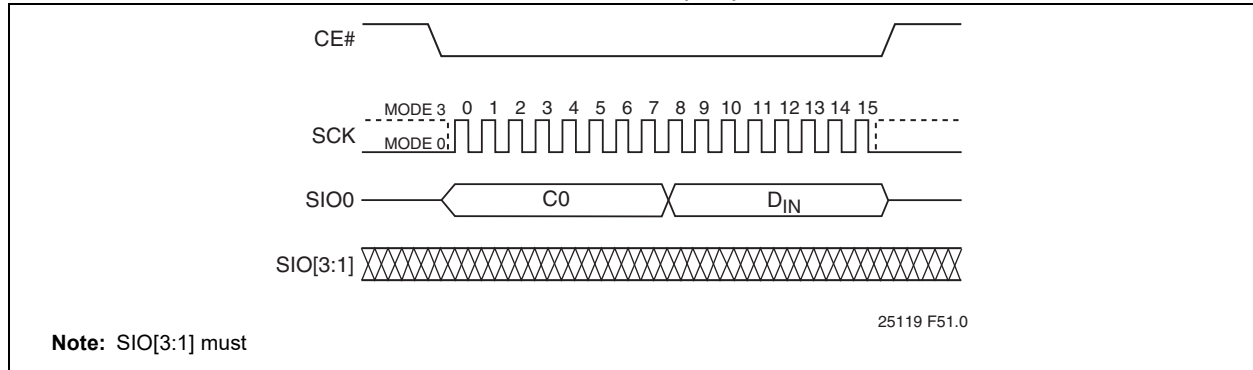 CE#
MODE 3 0 1 2 3 4 5 6 7 8 9 10 11 12 13 14 15
SCK
MODE 0
SIO0 C0 DIN
SIO[3:1]
25119 F51.0
Note: SIO[3:1] must